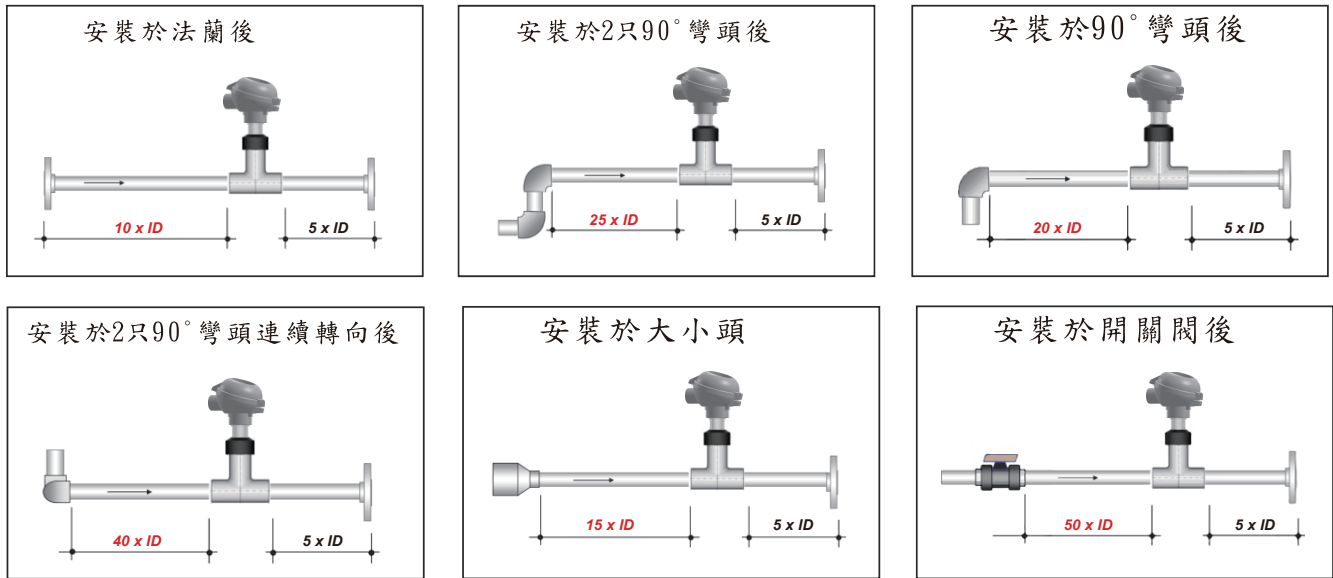 安裝於法蘭後
10 x ID
5 x ID
安裝於2只90°彎頭後
25 x ID
5 x ID
安裝於90°彎頭後
20 x ID
5 x ID
安裝於2只90°彎頭連續轉向後
40 x ID
5 x ID
安裝於大小頭
15 x ID
5 x ID
安裝於開關閥後
50 x ID
5 x ID